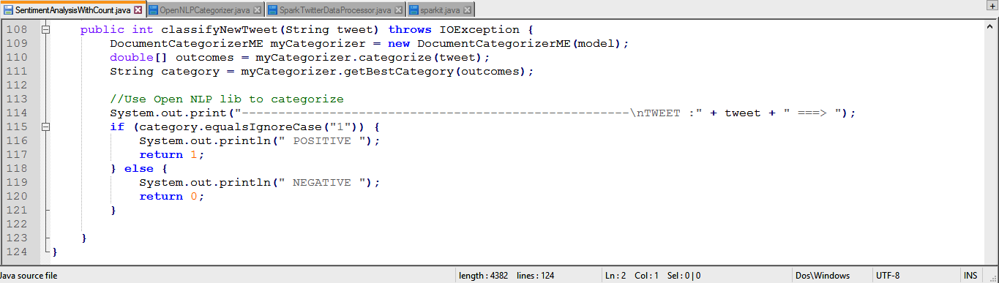 SentimentAnalysisWithCount.java OpenNLPCategorizer.java SparkTwitterDataProcessor.java sparkit.java
108 public int classifyNewTweet(String tweet) throws IOException {
109 DocumentCategorizerME myCategorizer = new DocumentCategorizerME(model);
110 double[] outcomes = myCategorizer.categorize(tweet);
111 String category = myCategorizer.getBestCategory(outcomes);
112
113 //Use Open NLP lib to categorize
114 System.out.print("-----------------------------------------------------\nTWEET :" + tweet + " ===> ");
115 if (category.equalsIgnoreCase("1")) {
116 System.out.println(" POSITIVE ");
117 return 1;
118 } else {
119 System.out.println(" NEGATIVE ");
120 return 0;
121 }
122
123 }
124 }
Java source file length : 4382 lines : 124 Ln : 2 Col : 1 Sel : 0 | 0 Dos\Windows UTF-8 INS